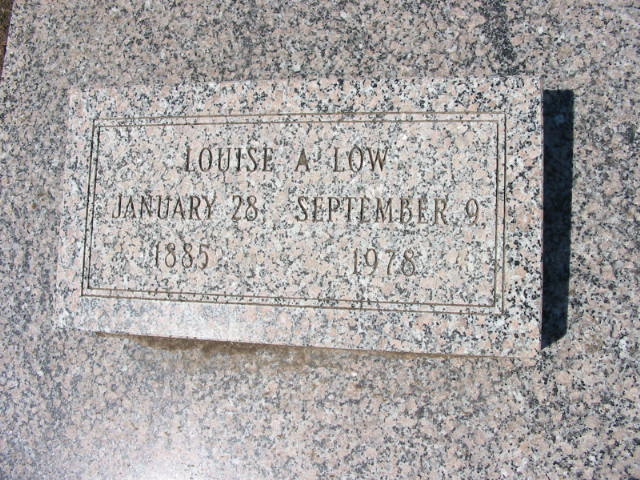 LOUISE A LOW
JANUARY 28 SEPTEMBER 9
1885 1978